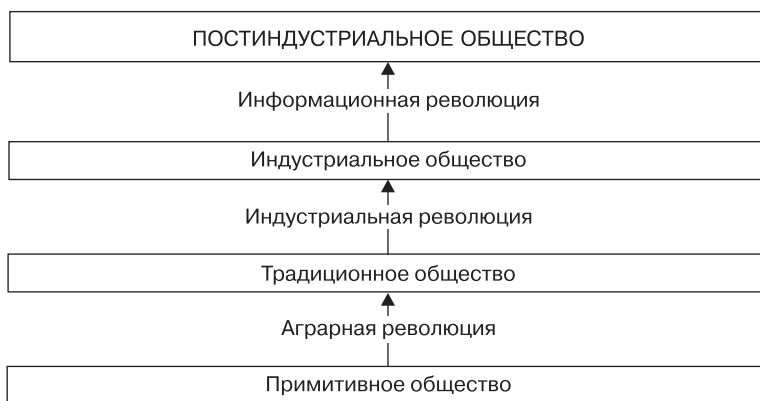 ПОСТИНДУСТРИАЛЬНОЕ ОБЩЕСТВО
Информационная революция
Индустриальное общество
Индустриальная революция
Традиционное общество
Аграрная революция
Примитивное общество